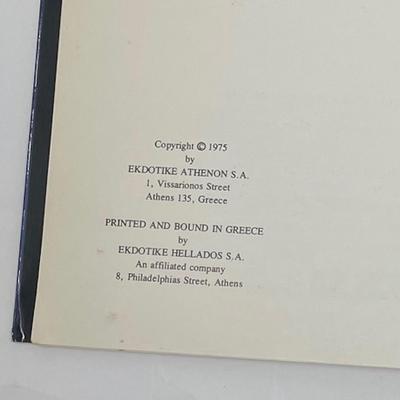 Copyright © 1975
by
EKDOTIKE ATHENON S.A.
1, Vissarionos Street
Athens 135, Greece
PRINTED AND BOUND IN GREECE
by
EKDOTIKE HELLADOS S.A.
An affiliated company
8, Philadelphias Street, Athens